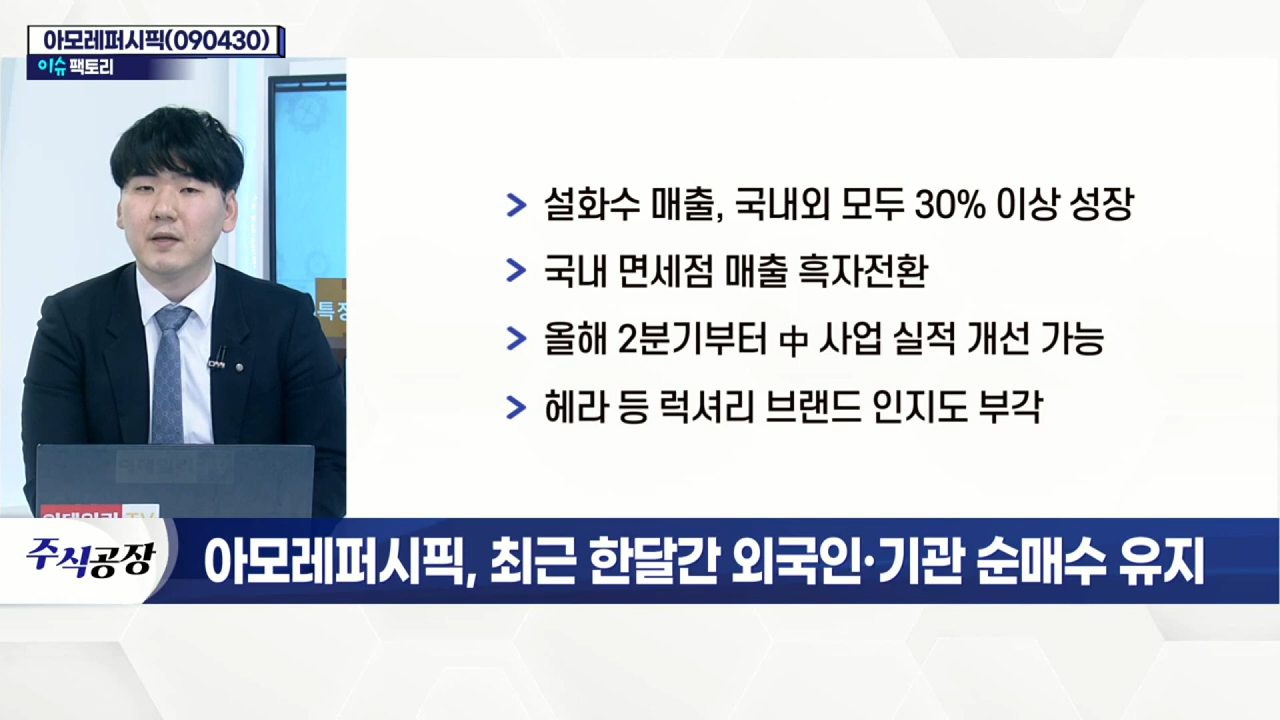 아모레퍼시픽(090430)
이슈 팩토리
> 설화수 매출, 국내외 모두 30% 이상 성장
> 국내 면세점 매출 흑자전환
> 올해 2분기부터 中 사업 실적 개선 가능
> 헤라 등 럭셔리 브랜드 인지도 부각
주식공장
아모레퍼시픽, 최근 한달간 외국인·기관 순매수 유지